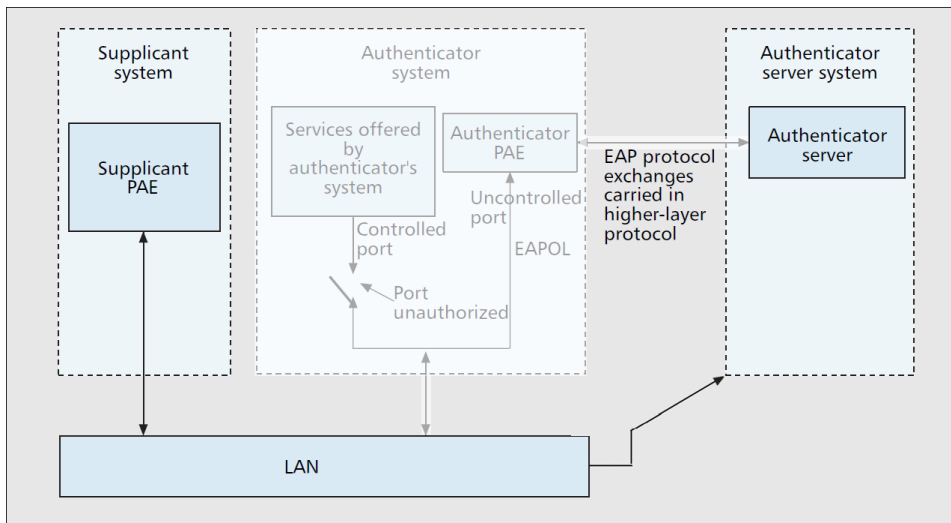 Supplicant
system
Supplicant
PAE
Authenticator
system
Services offered
by
authenticator's
system
Authenticator
PAE
Controlled
port
Uncontrolled
port
EAPOL
Port
unauthorized
EAP protocol
exchanges
carried in
higher-layer
protocol
Authenticator
server system
Authenticator
server
LAN